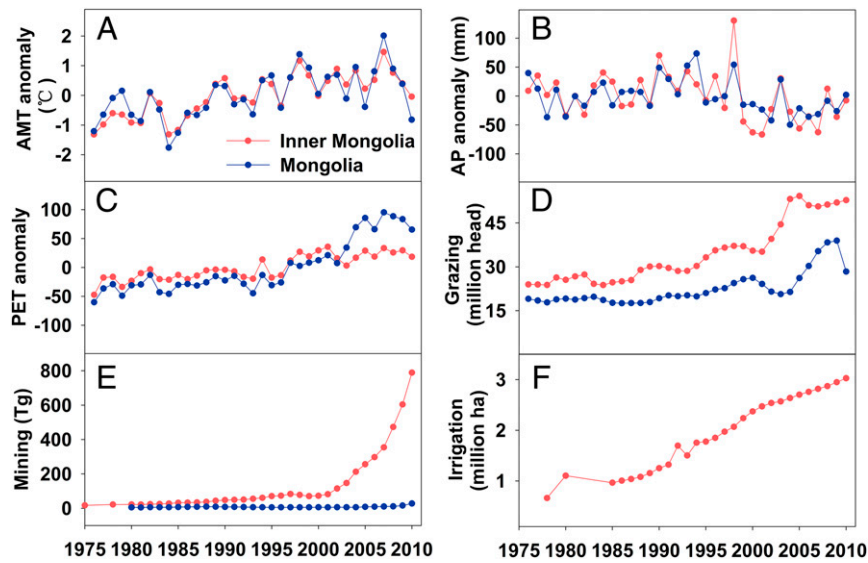 A
AMT anomaly
(℃)
2
1
0
-1
-2
Inner Mongolia
Mongolia
B
AP anomaly (mm)
100
50
0
-50
-100
C
PET anomaly
100
50
0
-50
-100
D
Grazing
(million head)
45
30
15
E
Mining (Tg)
800
600
400
200
0
1975 1980 1985 1990 1995 2000 2005 2010
F
Irrigation
(million ha)
3
2
1
1975 1980 1985 1990 1995 2000 2005 2010